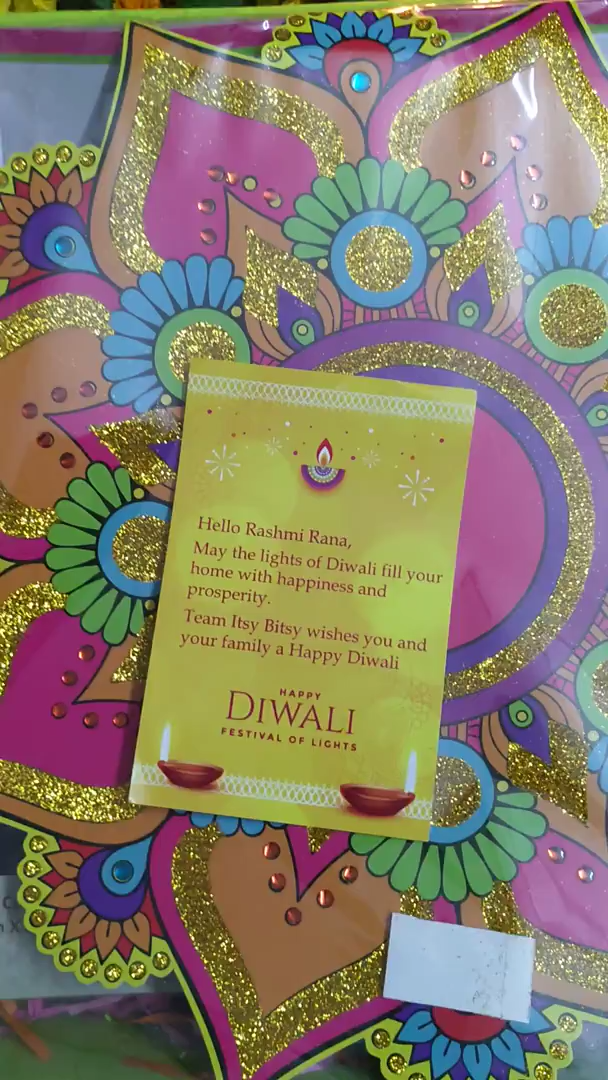 Hello Rashmi Rana,
May the lights of Diwali fill your
home with happiness and
prosperity.
Team Itsy Bitsy wishes you and
your family a Happy Diwali
HAPPY
DIWALI
FESTIVAL OF LIGHTS